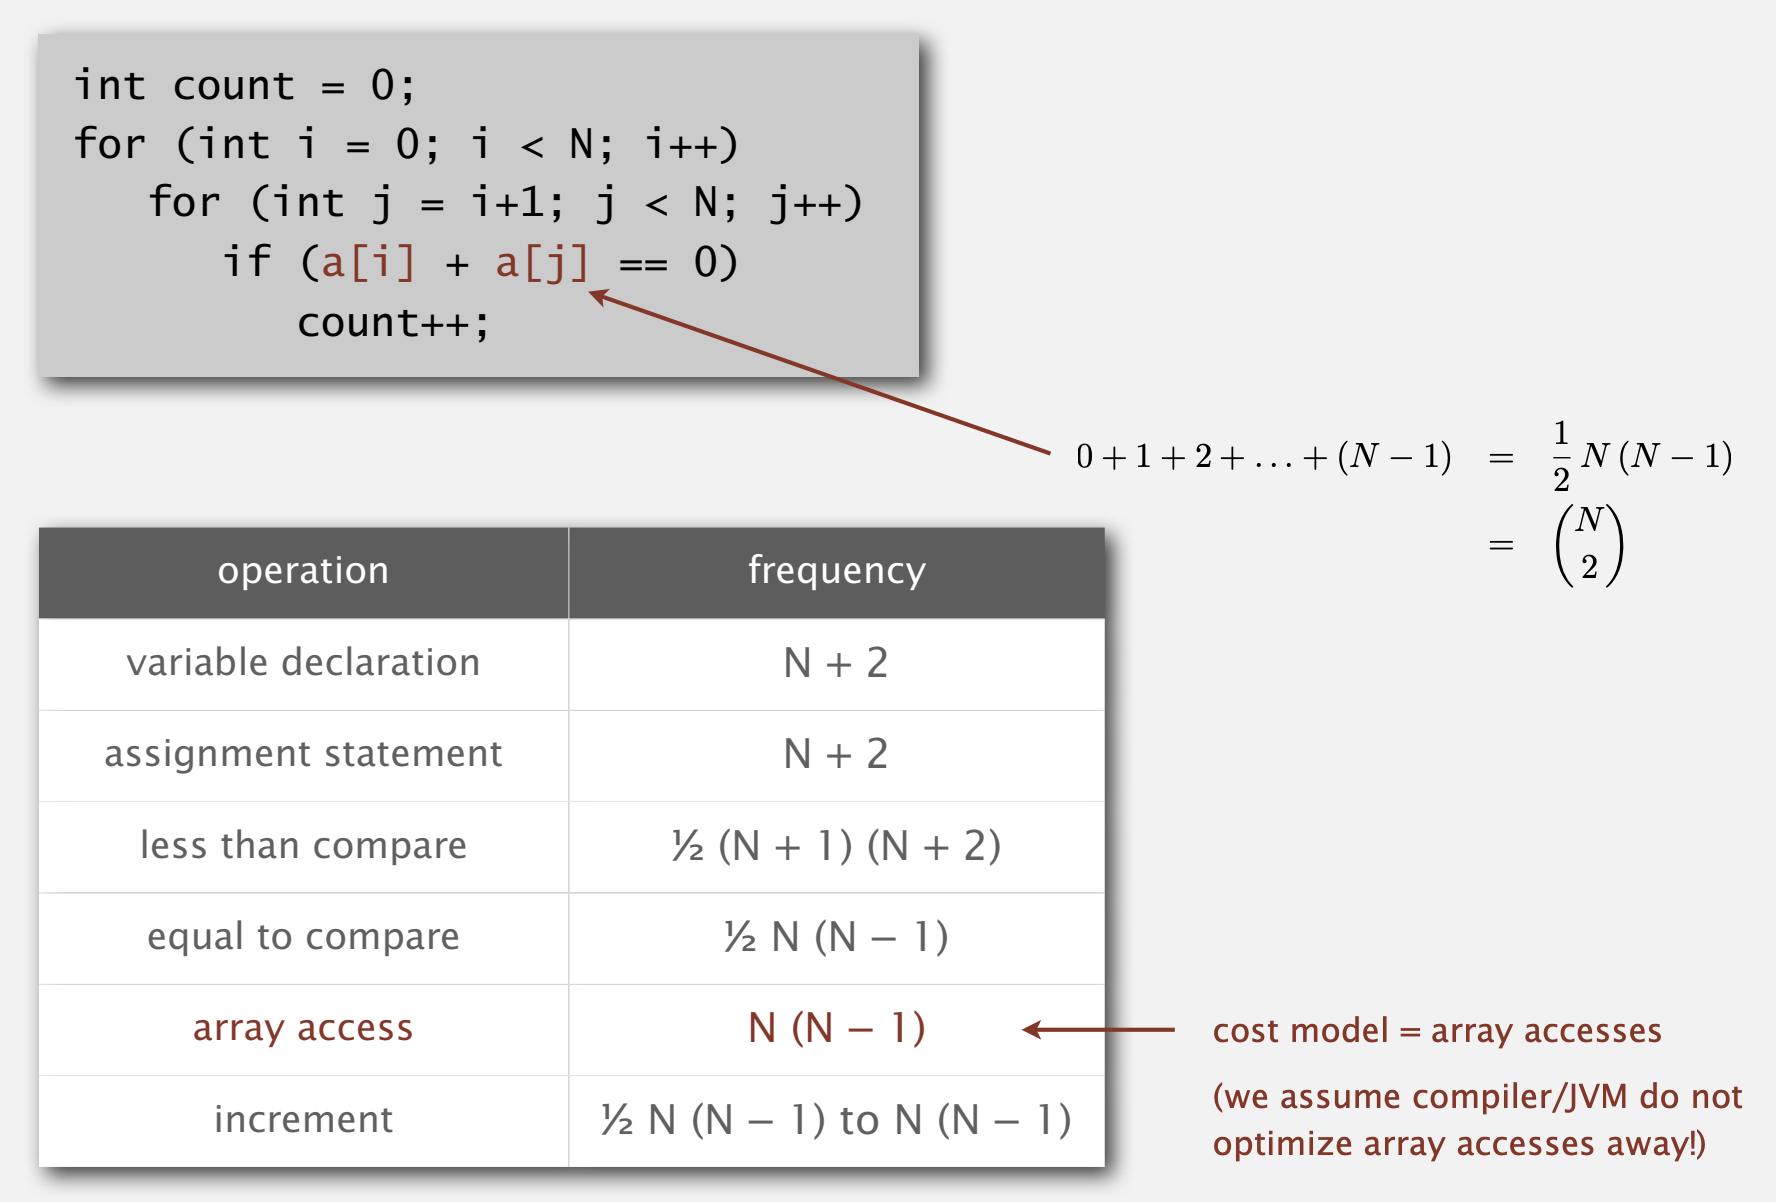 int count = 0;
for (int i = 0; i < N; i++)
   for (int j = i+1; j < N; j++)
      if (a[i] + a[j] == 0)
         count++;
0 + 1 + 2 + … + (N − 1) = 1/2 N (N − 1)
= (N 2)
operation frequency
variable declaration N + 2
assignment statement N + 2
less than compare ½ (N + 1) (N + 2)
equal to compare ½ N (N − 1)
array access N (N − 1)
increment ½ N (N − 1) to N (N − 1)
cost model = array accesses
(we assume compiler/JVM do not
optimize array accesses away!)